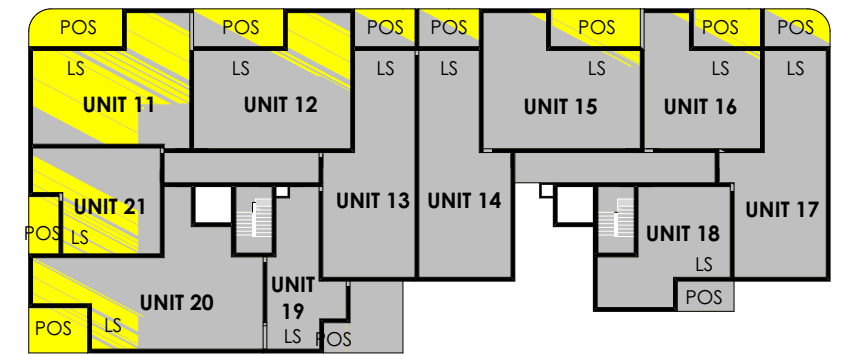 POS POS POS POS POS POS POS
LS LS LS LS LS LS LS
UNIT 11 UNIT 12 UNIT 15 UNIT 16
UNIT 21 UNIT 13 UNIT 14 UNIT 17
POS LS UNIT 18
LS
UNIT 20 UNIT
19
POS LS LS POS POS